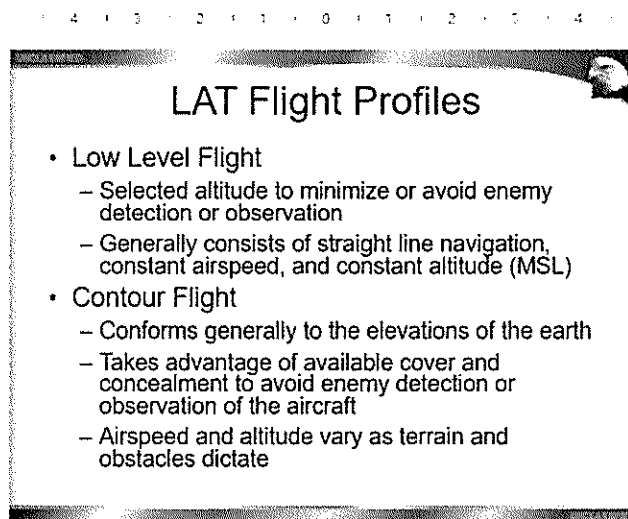 4 3 2 1 0 1 2 3 4
LAT Flight Profiles
• Low Level Flight
– Selected altitude to minimize or avoid enemy
detection or observation
– Generally consists of straight line navigation,
constant airspeed, and constant altitude (MSL)
• Contour Flight
– Conforms generally to the elevations of the earth
– Takes advantage of available cover and
concealment to avoid enemy detection or
observation of the aircraft
– Airspeed and altitude vary as terrain and
obstacles dictate